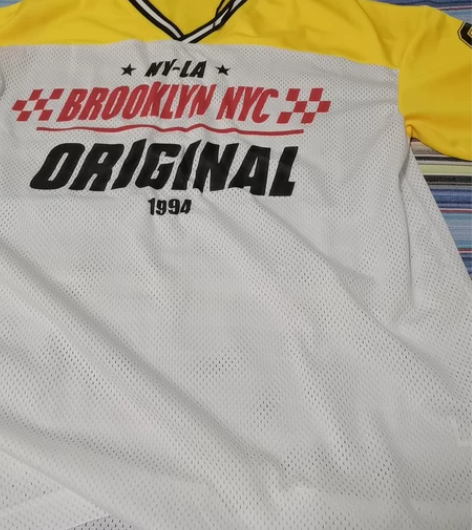 NY-LA
BROOKLYN NYC
ORIGINAL
1994